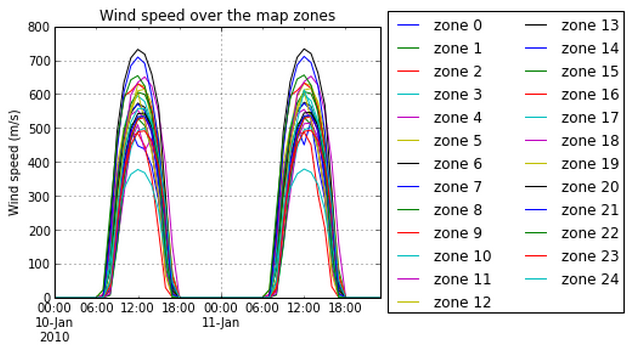 Wind speed over the map zones
Wind speed (m/s)
800
700
600
500
400
300
200
100
0
00:00 06:00 12:00 18:00 00:00 06:00 12:00 18:00
10-Jan 11-Jan
2010
zone 0
zone 1
zone 2
zone 3
zone 4
zone 5
zone 6
zone 7
zone 8
zone 9
zone 10
zone 11
zone 12
zone 13
zone 14
zone 15
zone 16
zone 17
zone 18
zone 19
zone 20
zone 21
zone 22
zone 23
zone 24